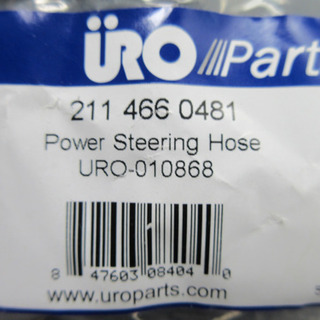 ÜRO///Parts
211 466 0481
Power Steering Hose
URO-010868
8 47603 08404 0
www.uroparts.com